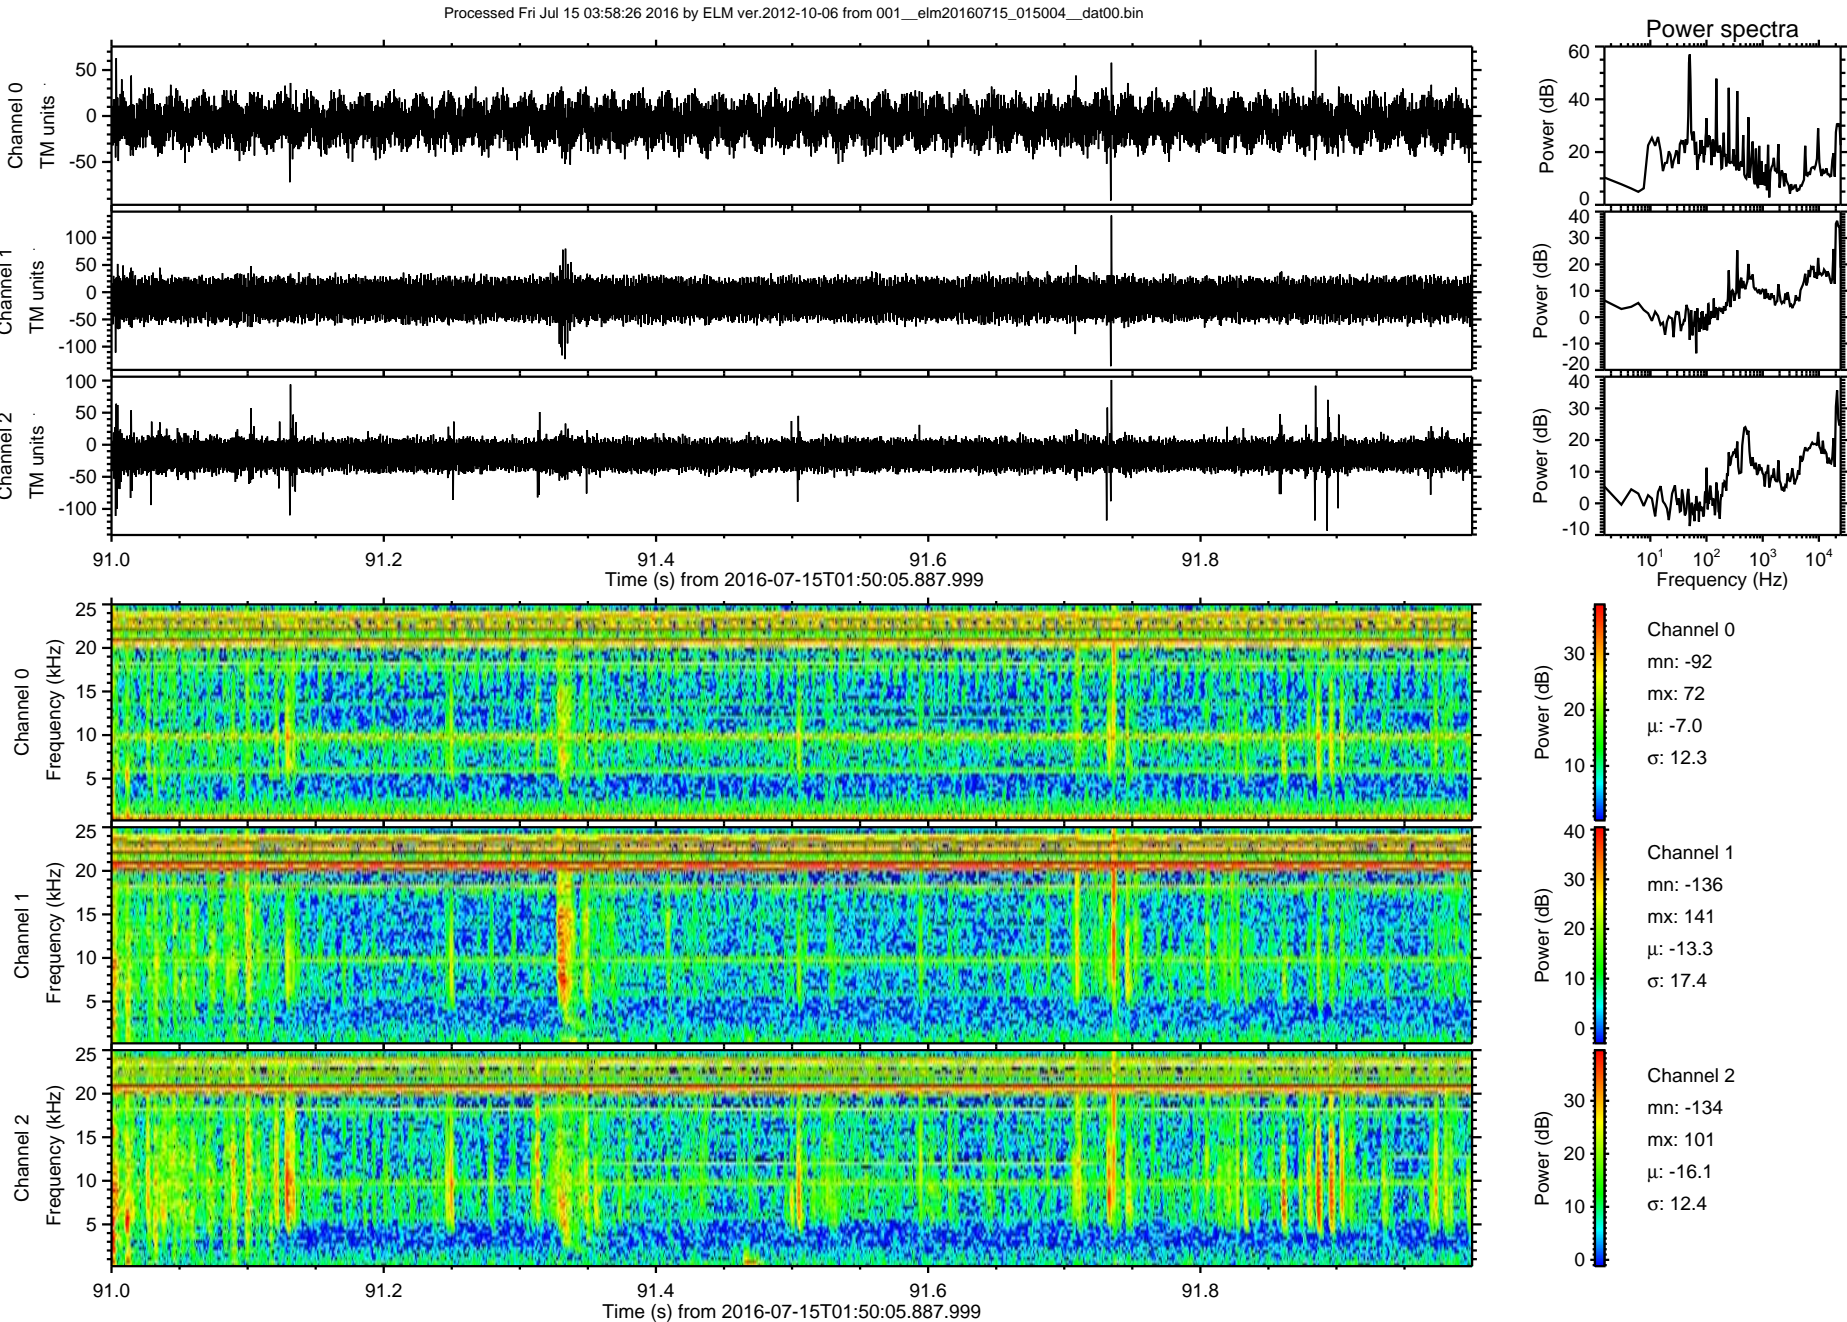 Processed Fri Jul 15 03:58:26 2016 by ELM ver.2012-10-06 from 001__elm20160715_015004__dat00.bin
Power spectra
Channel 0
TM units
50
0
-50
Power (dB)
60
40
20
0
Channel 1
TM units
100
50
0
-50
-100
Power (dB)
40
30
20
10
0
-10
-20
Channel 2
TM units
100
50
0
-50
-100
Power (dB)
40
30
20
10
0
-10
91.0 91.2 91.4 91.6 91.8
Time (s) from 2016-07-15T01:50:05.887.999
10^1 10^2 10^3 10^4
Frequency (Hz)
Channel 0
Frequency (kHz)
25
20
15
10
5
Power (dB)
30
20
10
Channel 0
mn: -92
mx: 72
μ: -7.0
σ: 12.3
Channel 1
Frequency (kHz)
25
20
15
10
5
Power (dB)
40
30
20
10
0
Channel 1
mn: -136
mx: 141
μ: -13.3
σ: 17.4
Channel 2
Frequency (kHz)
25
20
15
10
5
Power (dB)
30
20
10
0
Channel 2
mn: -134
mx: 101
μ: -16.1
σ: 12.4
91.0 91.2 91.4 91.6 91.8
Time (s) from 2016-07-15T01:50:05.887.999